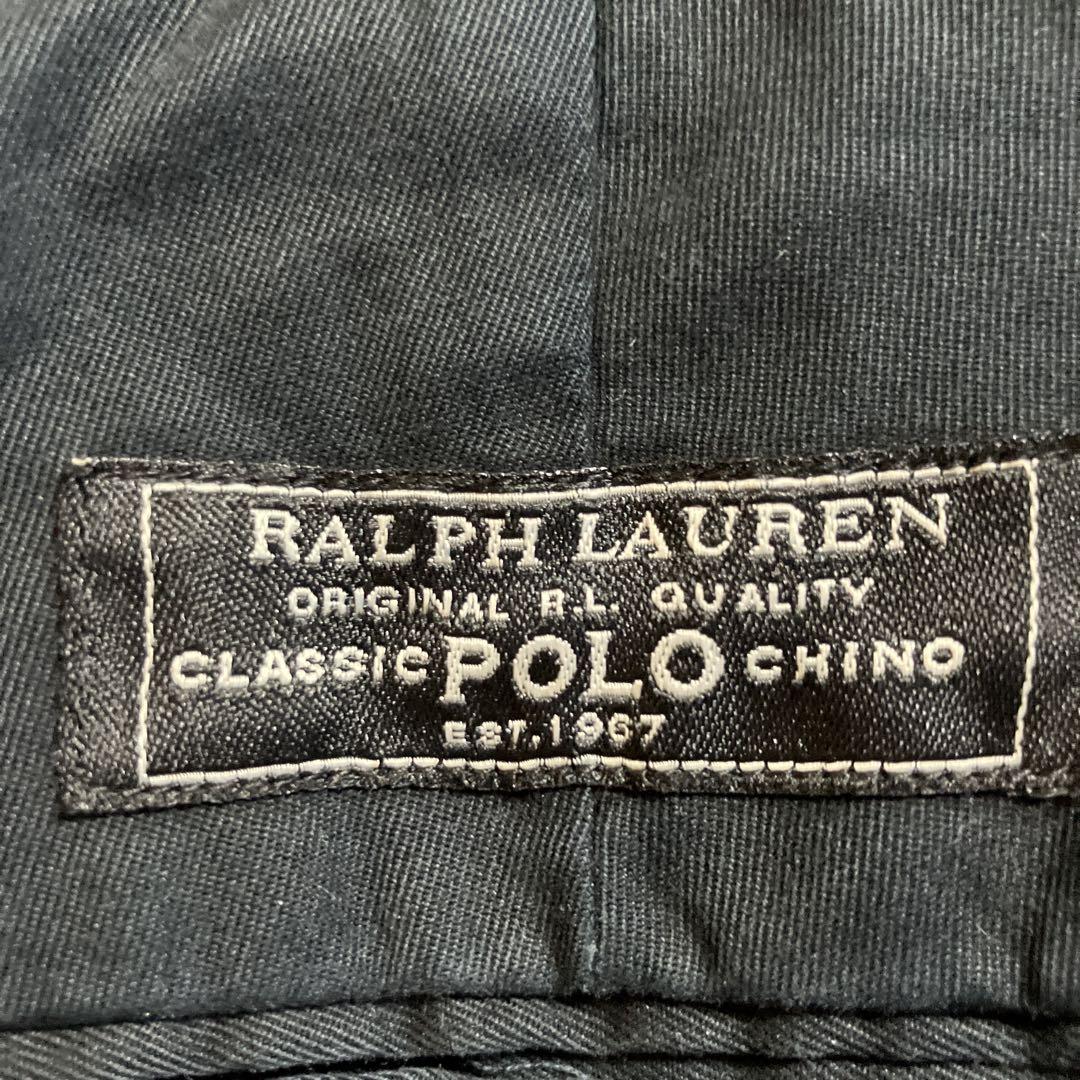 RALPH LAUREN
ORIGINAL R.L. QUALITY
CLASSIC POLO CHINO
EST. 1967